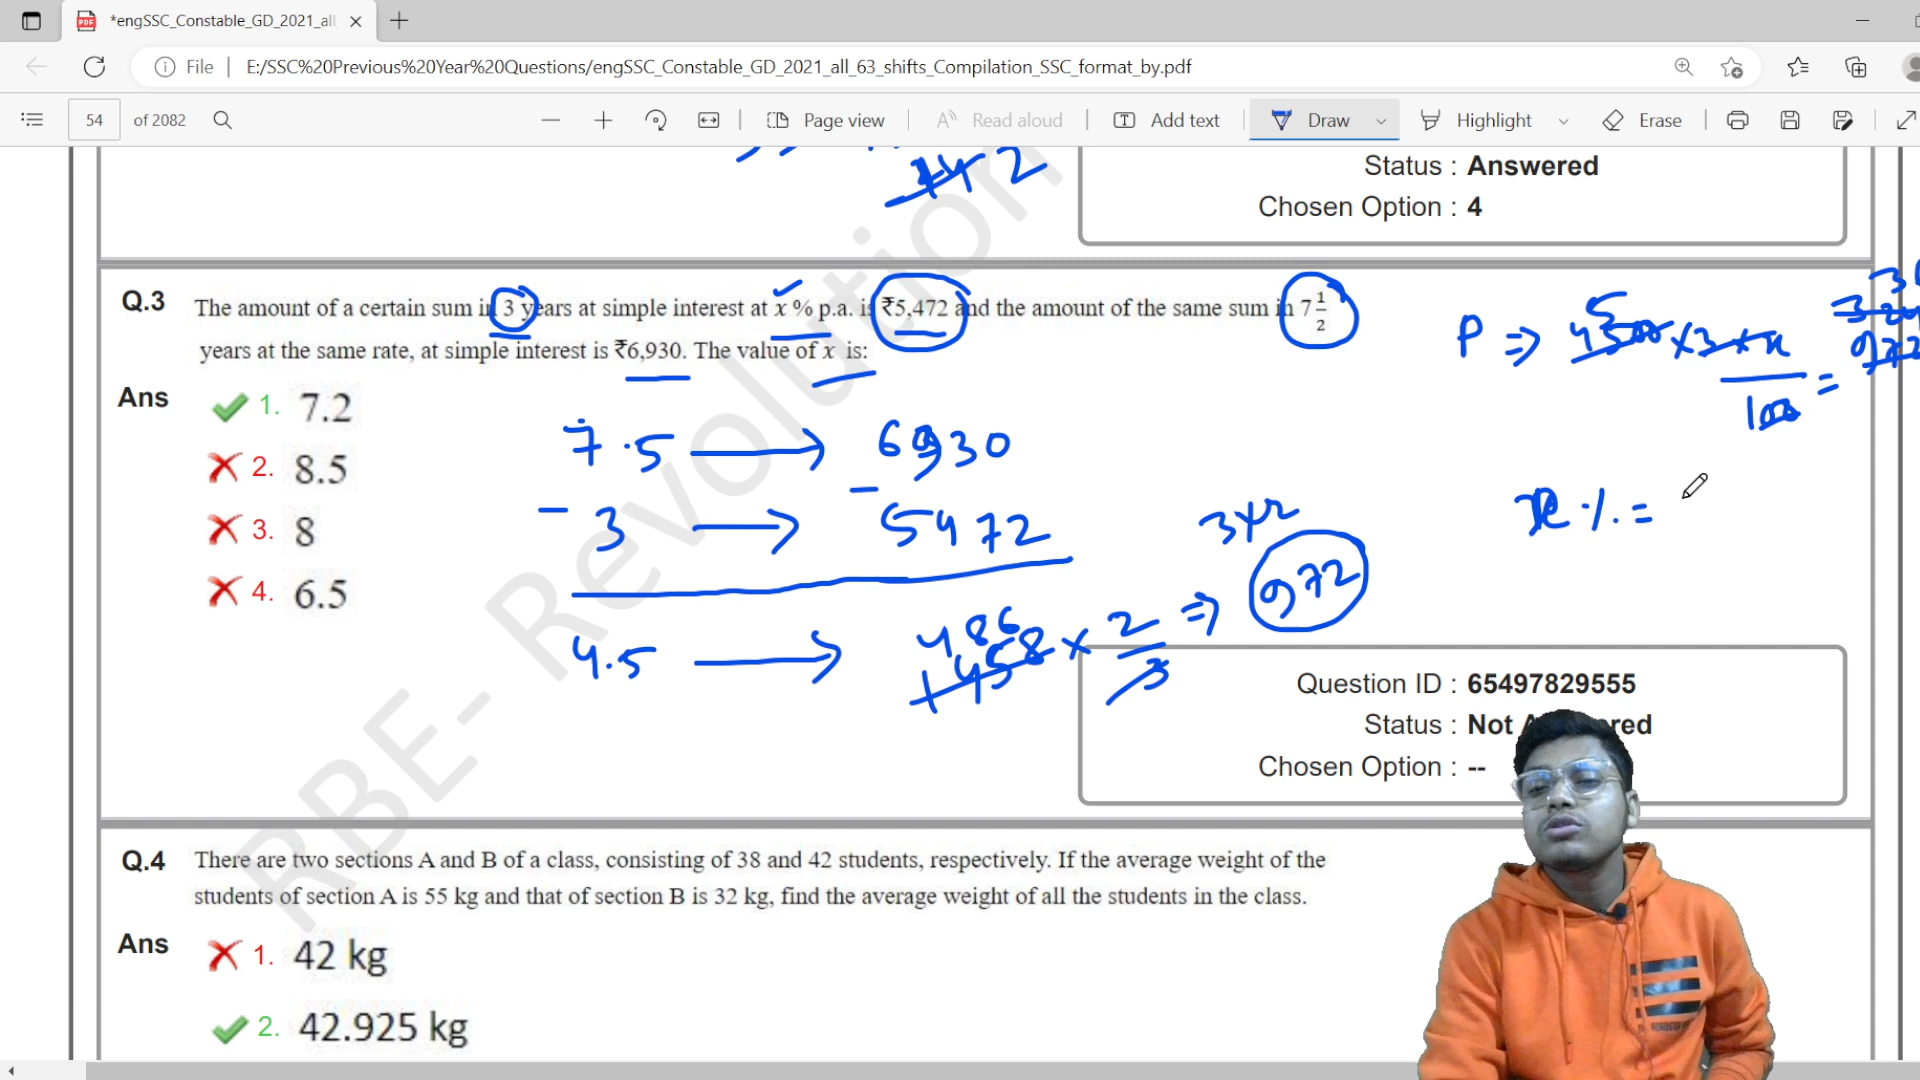 *engSSC_Constable_GD_2021_all
File | E:/SSC%20Previous%20Year%20Questions/engSSC_Constable_GD_2021_all_63_shifts_Compilation_SSC_format_by.pdf
54 of 2082 Page view Read aloud Add text Draw Highlight Erase
2
Status : Answered
Chosen Option : 4
Q.3 The amount of a certain sum in 3 years at simple interest at x % p.a. is ₹5,472 and the amount of the same sum in 7 1/2
years at the same rate, at simple interest is ₹6,930. The value of x is:
P ⇒ 4500 × 3 × x / 100 =
5
972
Ans
1. 7.2
2. 8.5
3. 8
4. 6.5
7.5 → 6930
- 3 → - 5472
4.5 → 1458 × 2/3 ⇒ 972
486
3yr
x % =
RBE- Revolution
Question ID : 65497829555
Status : Not
Chosen Option : --
Q.4 There are two sections A and B of a class, consisting of 38 and 42 students, respectively. If the average weight of the
students of section A is 55 kg and that of section B is 32 kg, find the average weight of all the students in the class.
Ans
1. 42 kg
2. 42.925 kg